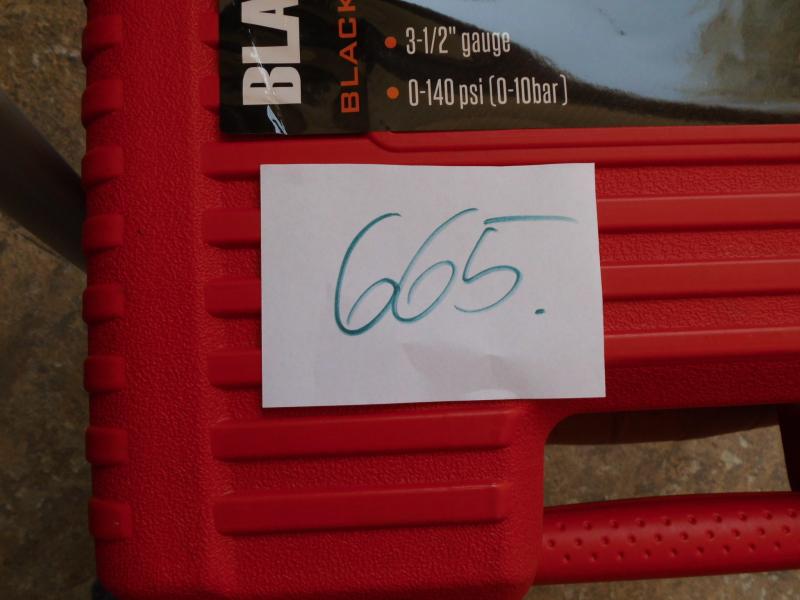 BLA
BLACK
• 3-1/2" gauge
• 0-140 psi (0-10bar)
665.